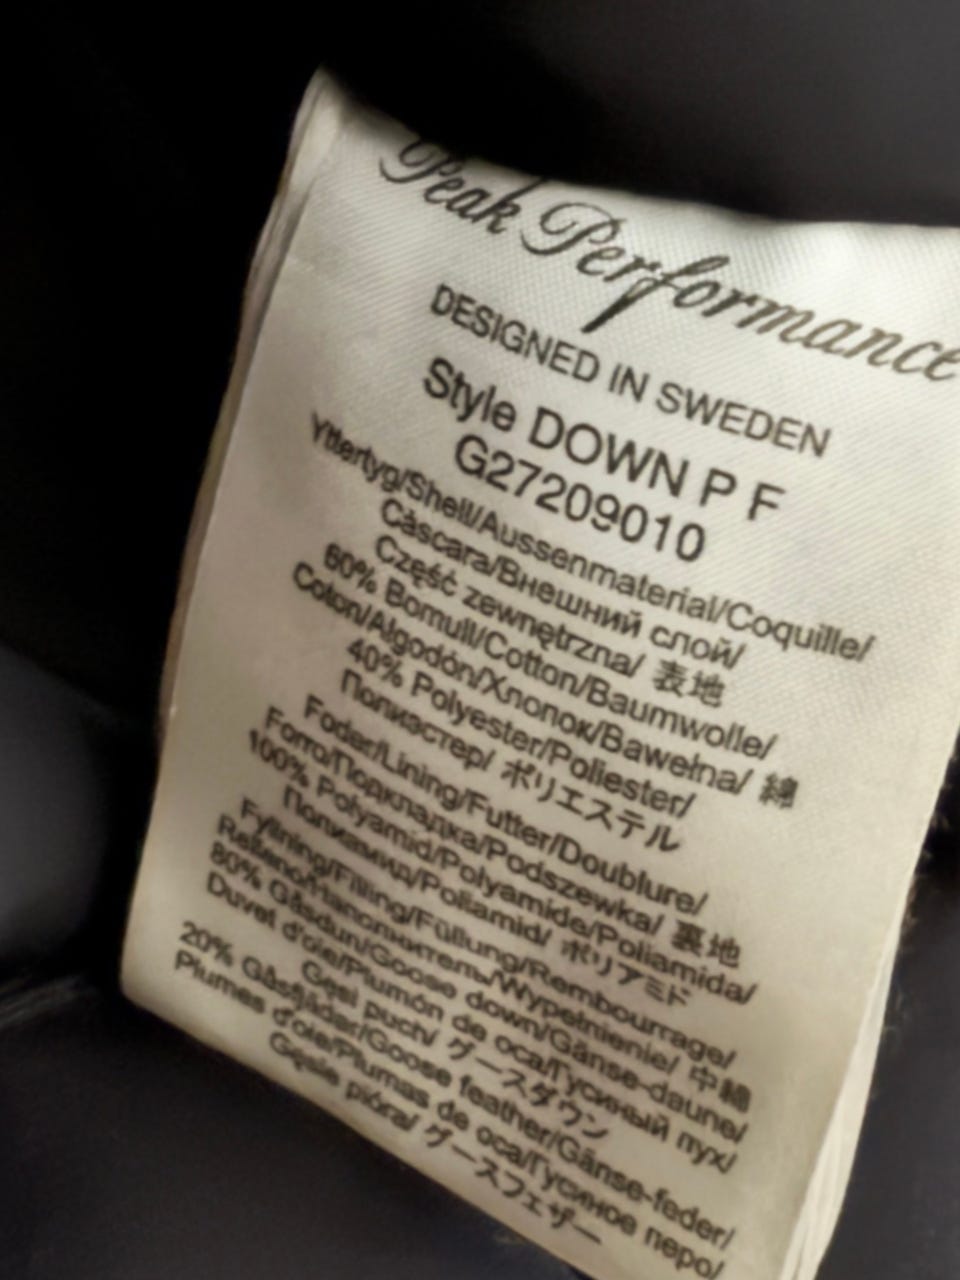 Peak Performance
DESIGNED IN SWEDEN
Style DOWN P F
G27209010
Yttertyg/Shell/Aussenmaterial/Coquille/
Cáscara/Внешний слой/
Część zewnętrzna/ 表地
60% Bomull/Cotton/Baumwolle/
Coton/Algodón/Хлопок/Bawełna/ 綿
40% Polyester/Poliester/
Полиэстер/ ポリエステル
Foder/Lining/Futter/Doublure/
Forro/Подкладка/Podszewka/ 裏地
100% Polyamid/Polyamide/Poliamida/
Полиамид/Poliamid/ ポリアミド
Fyllning/Filling/Füllung/Rembourrage/
Relleno/Наполнитель/Wypełnienie/ 中綿
80% Gåsdun/Goose down/Gänse-daune/
Duvet d'oie/Plumón de oca/Гусиный пух/
Gęsi puch/ グースダウン
20% Gåsfjäder/Goose feather/Gänse-feder/
Plumes d'oie/Plumas de oca/Гусиное перо/
Gęsie pióra/ グースフェザー